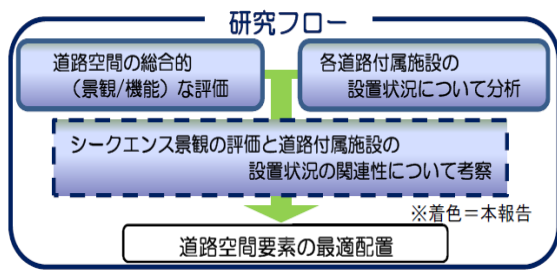 研究フロー
道路空間の総合的
（景観/機能）な評価
各道路付属施設の
設置状況について分析
シークエンス景観の評価と道路付属施設の
設置状況の関連性について考察
※着色＝本報告
道路空間要素の最適配置